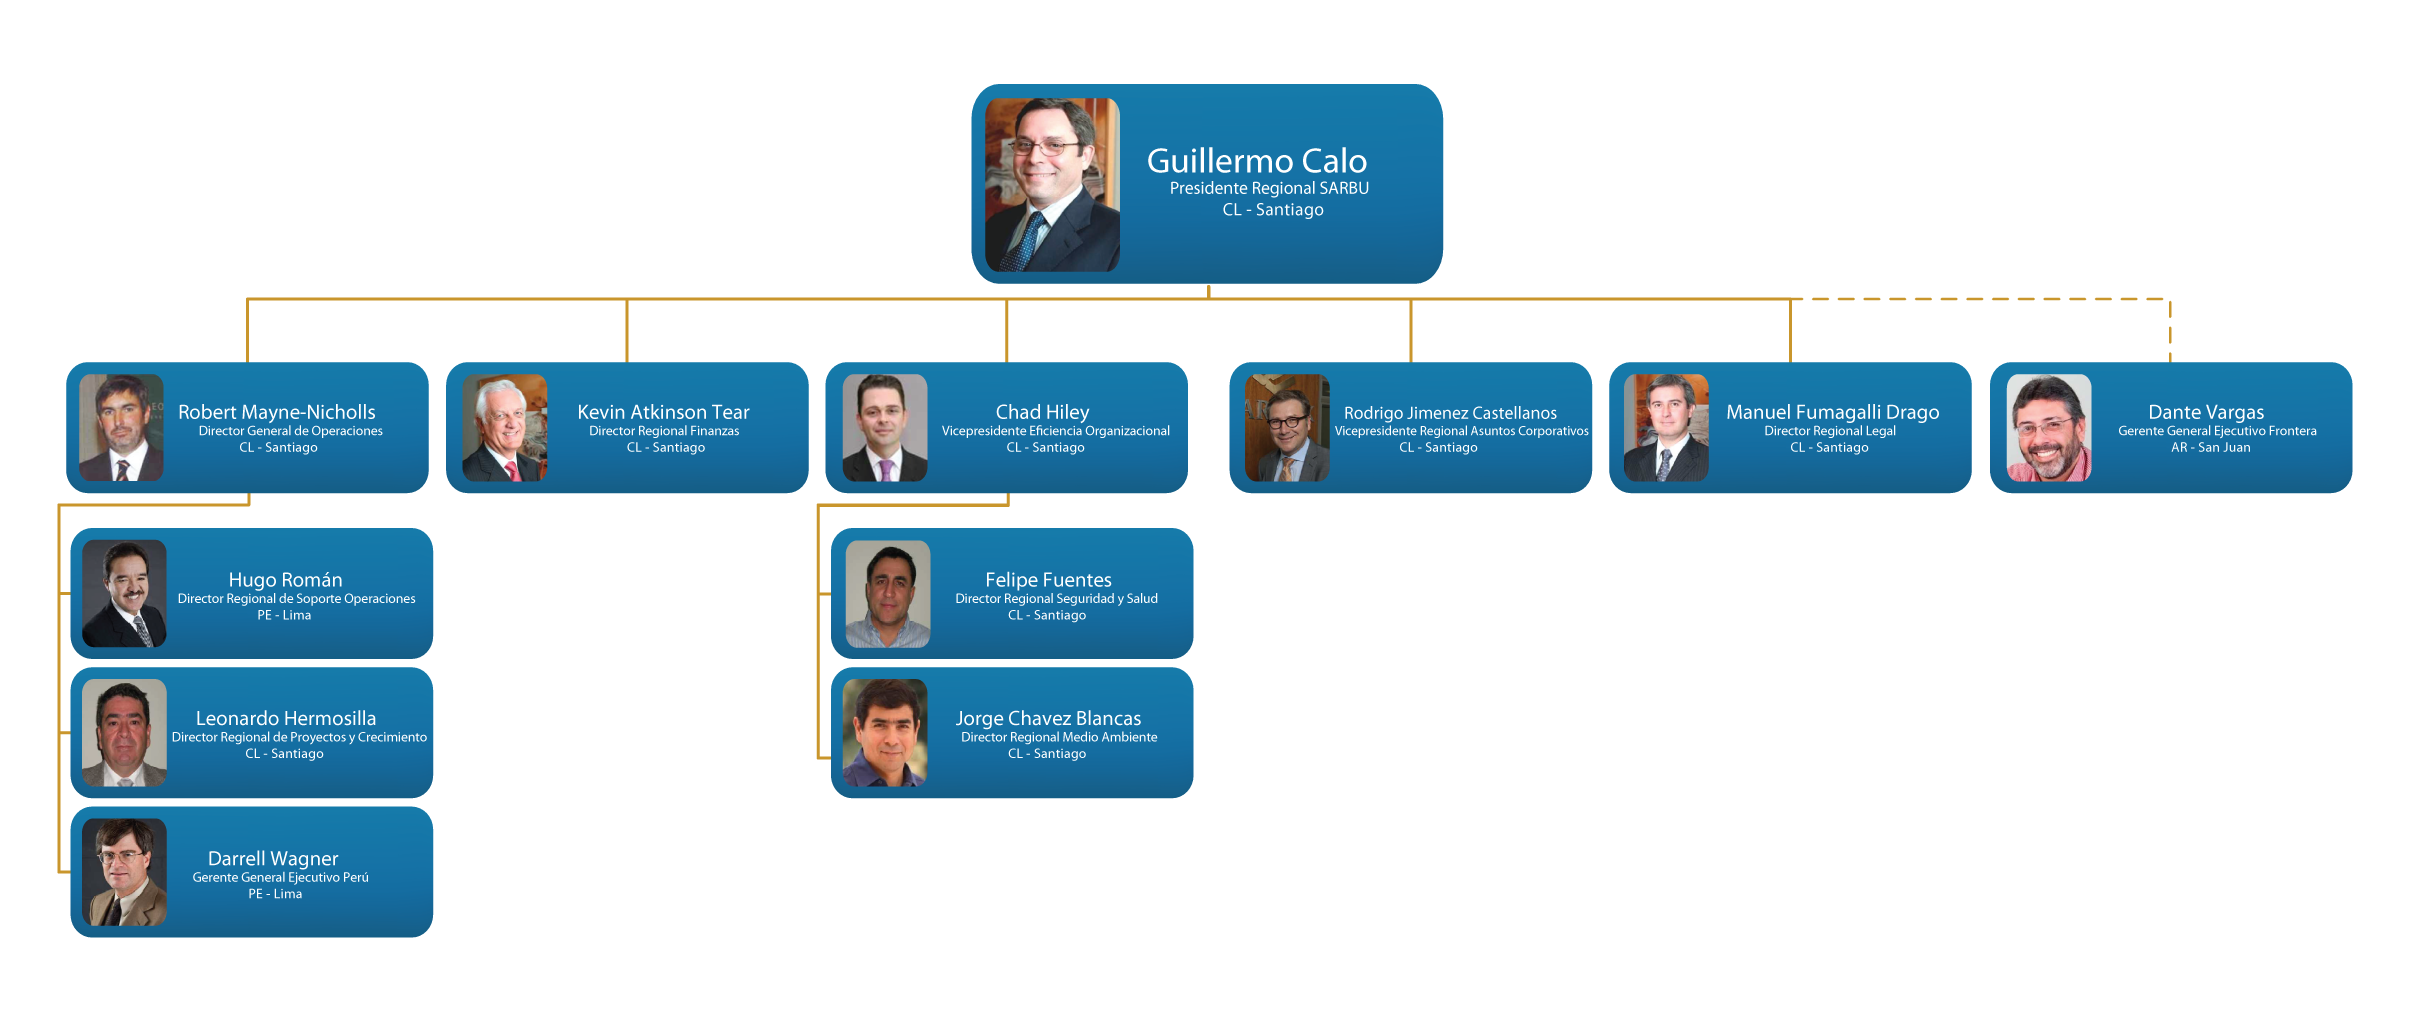 Guillermo Calo
Presidente Regional SARBU
CL - Santiago
Robert Mayne-Nicholls
Director General de Operaciones
CL - Santiago
Kevin Atkinson Tear
Director Regional Finanzas
CL - Santiago
Chad Hiley
Vicepresidente Eficiencia Organizacional
CL - Santiago
Rodrigo Jimenez Castellanos
Vicepresidente Regional Asuntos Corporativos
CL - Santiago
Manuel Fumagalli Drago
Director Regional Legal
CL - Santiago
Dante Vargas
Gerente General Ejecutivo Frontera
AR - San Juan
Hugo Román
Director Regional de Soporte Operaciones
PE - Lima
Leonardo Hermosilla
Director Regional de Proyectos y Crecimiento
CL - Santiago
Darrell Wagner
Gerente General Ejecutivo Perú
PE - Lima
Felipe Fuentes
Director Regional Seguridad y Salud
CL - Santiago
Jorge Chavez Blancas
Director Regional Medio Ambiente
CL - Santiago